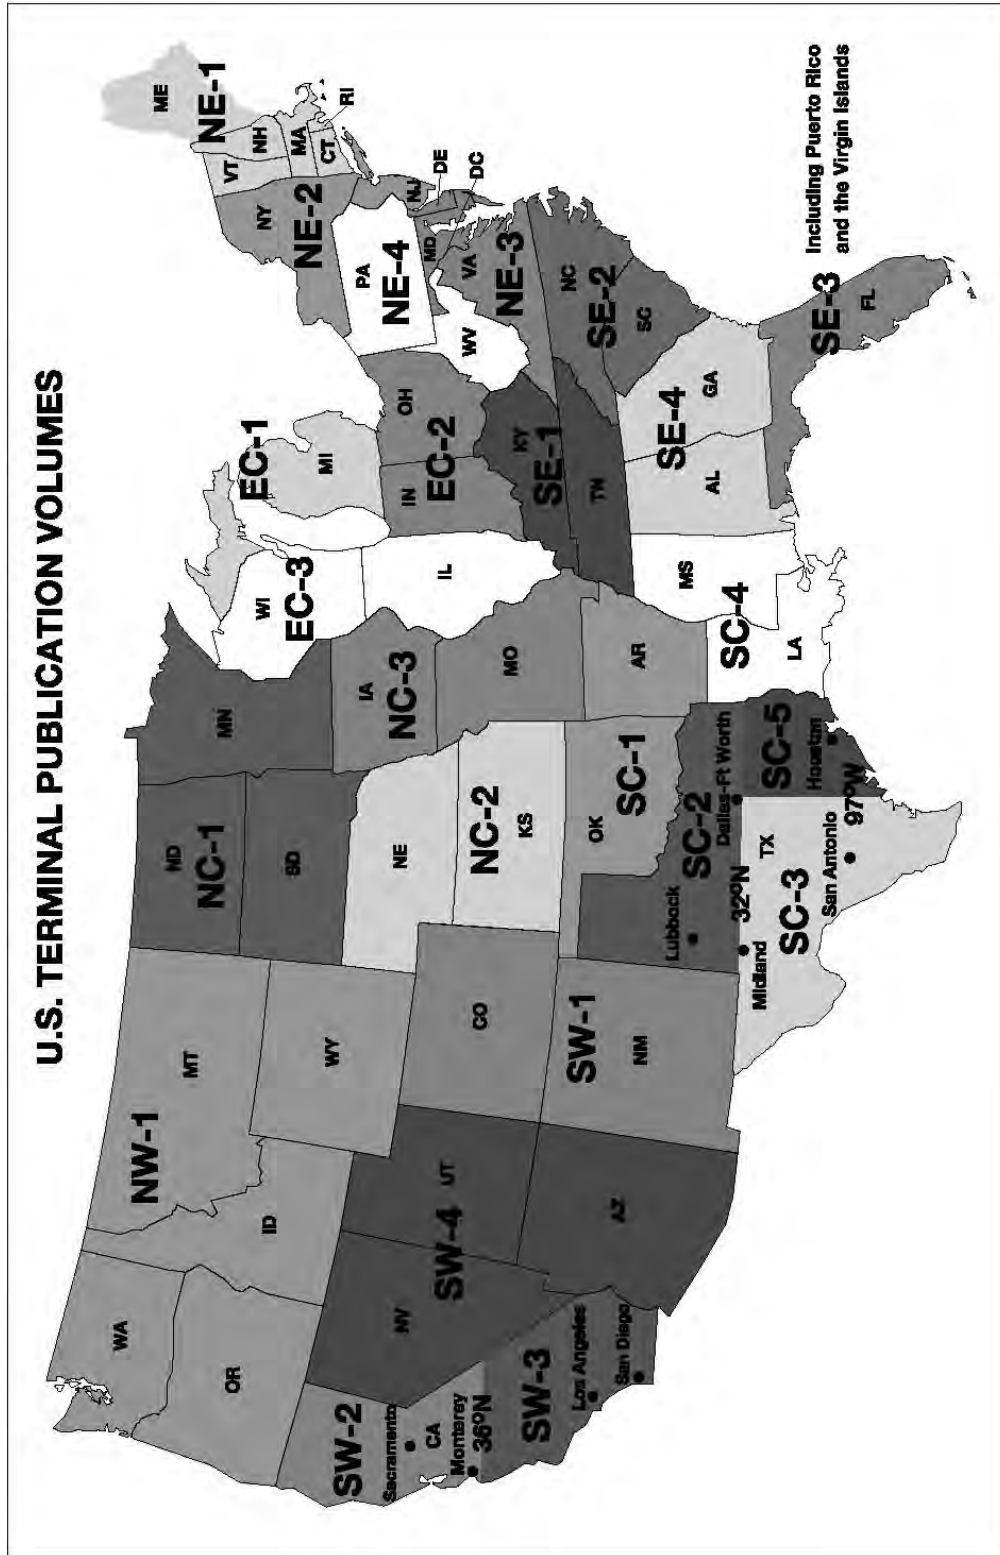 U.S. TERMINAL PUBLICATION VOLUMES
WA
OR
NW-1
MT
ID
WY
ND
NC-1
SD
MN
NE
NC-2
KS
IA
NC-3
MO
WI
EC-3
IL
EC-1
MI
IN
OH
EC-2
ME
NE-1
VT
NH
MA
CT
RI
NY
NE-2
PA
NE-4
NJ
DE
DC
MD
VA
NE-3
WV
KY
SE-1
TN
NC
SE-2
SC
SE-4
AL
GA
SE-3
FL
Including Puerto Rico
and the Virgin Islands
MS
SC-4
LA
AR
OK
SC-1
SC-2
Lubbock
Dallas-Ft Worth
32ºN
Midland
TX
SC-3
San Antonio
97ºW
SC-5
Houston
CO
SW-1
NM
UT
SW-4
NV
AZ
SW-2
Sacramento
CA
Monterey
36ºN
SW-3
Los Angeles
San Diego